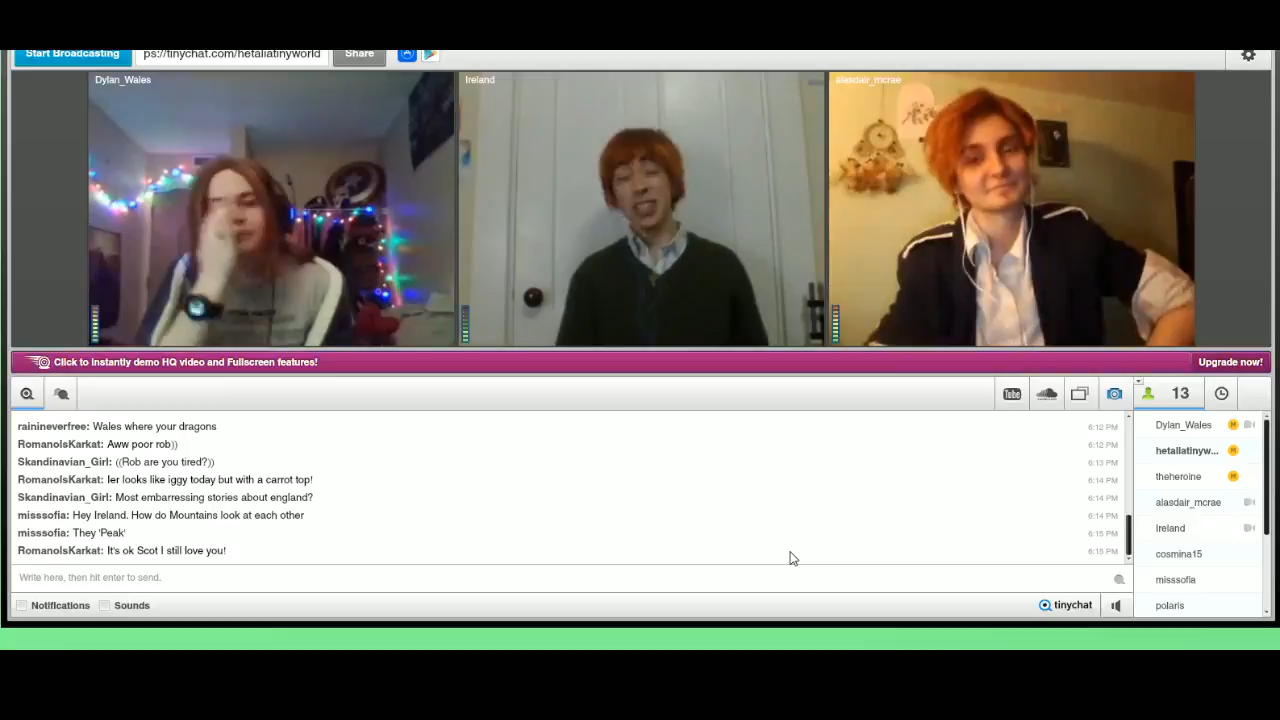 Start Broadcasting ps://tinychat.com/hetaliatinyworld Share
Dylan_Wales Ireland alasdair_mcrae
Click to instantly demo HQ video and Fullscreen features! Upgrade now!
You Tube 13
rainineverfree: Wales where your dragons 6:12 PM
RomanoIsKarkat: Aww poor rob)) 6:12 PM
Skandinavian_Girl: ((Rob are you tired?)) 6:13 PM
RomanoIsKarkat: Ier looks like iggy today but with a carrot top! 6:14 PM
Skandinavian_Girl: Most embarressing stories about england? 6:14 PM
misssofia: Hey Ireland. How do Mountains look at each other 6:14 PM
misssofia: They 'Peak' 6:15 PM
RomanoIsKarkat: It's ok Scot I still love you! 6:15 PM
Write here, then hit enter to send.
Notifications Sounds tinychat
Dylan_Wales M
hetaliatinyw... M
theheroine M
alasdair_mcrae
Ireland
cosmina15
misssofia
polaris